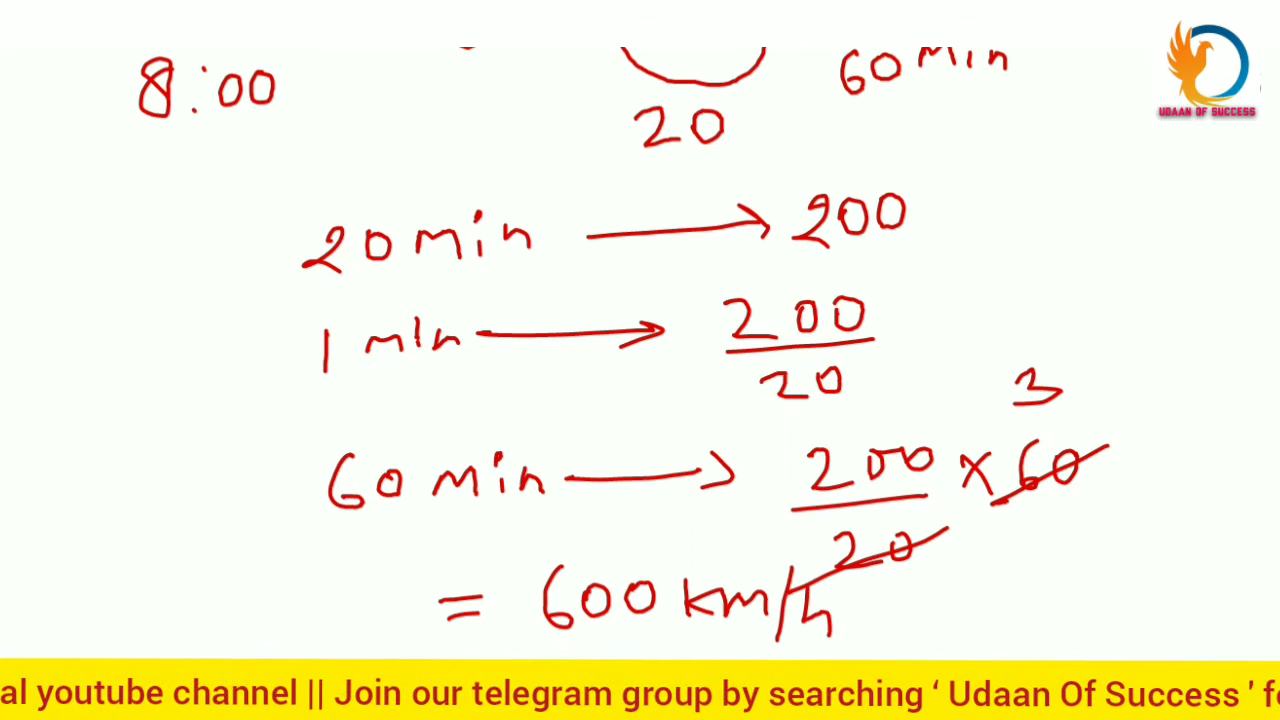 8:00
60 min
20
UDAAN OF SUCCESS
20 min → 200
1 min → 200/20
3
60 min → 200/20 × 60
= 600 km/h
al youtube channel || Join our telegram group by searching ‘ Udaan Of Success ’ f